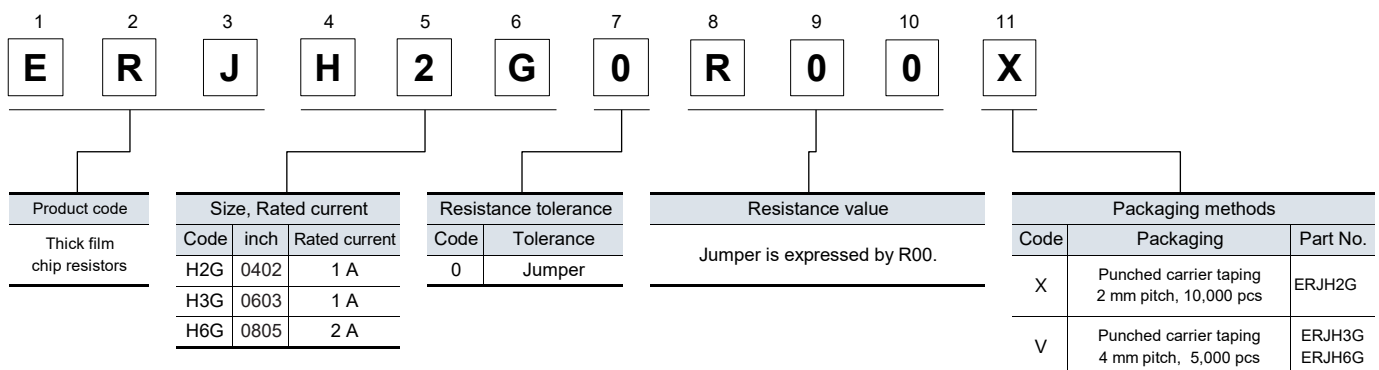 1 2 3 4 5 6 7 8 9 10 11
E R J H 2 G 0 R 0 0 X
Product code
Thick film
chip resistors
Size, Rated current
Code inch Rated current
H2G 0402 1 A
H3G 0603 1 A
H6G 0805 2 A
Resistance tolerance
Code Tolerance
0 Jumper
Resistance value
Jumper is expressed by R00.
Packaging methods
Code Packaging Part No.
X Punched carrier taping
2 mm pitch, 10,000 pcs ERJH2G
V Punched carrier taping
4 mm pitch, 5,000 pcs ERJH3G
ERJH6G